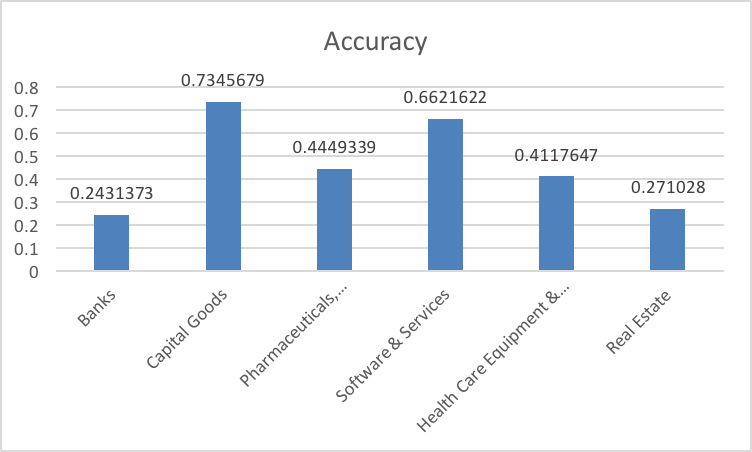 Accuracy
0.8
0.7
0.6
0.5
0.4
0.3
0.2
0.1
0
0.2431373
0.7345679
0.4449339
0.6621622
0.4117647
0.271028
Banks
Capital Goods
Pharmaceuticals,...
Software & Services
Health Care Equipment &...
Real Estate